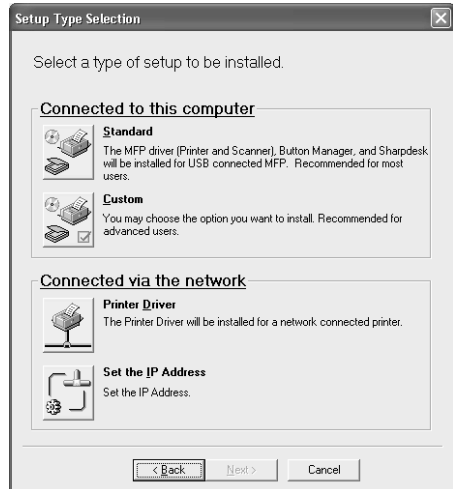 Setup Type Selection
Select a type of setup to be installed.
Connected to this computer
Standard
The MFP driver (Printer and Scanner), Button Manager, and Sharpdesk
will be installed for USB connected MFP. Recommended for most
users.
Custom
You may choose the option you want to install. Recommended for
advanced users.
Connected via the network
Printer Driver
The Printer Driver will be installed for a network connected printer.
Set the IP Address
Set the IP Address.
< Back
Next >
Cancel